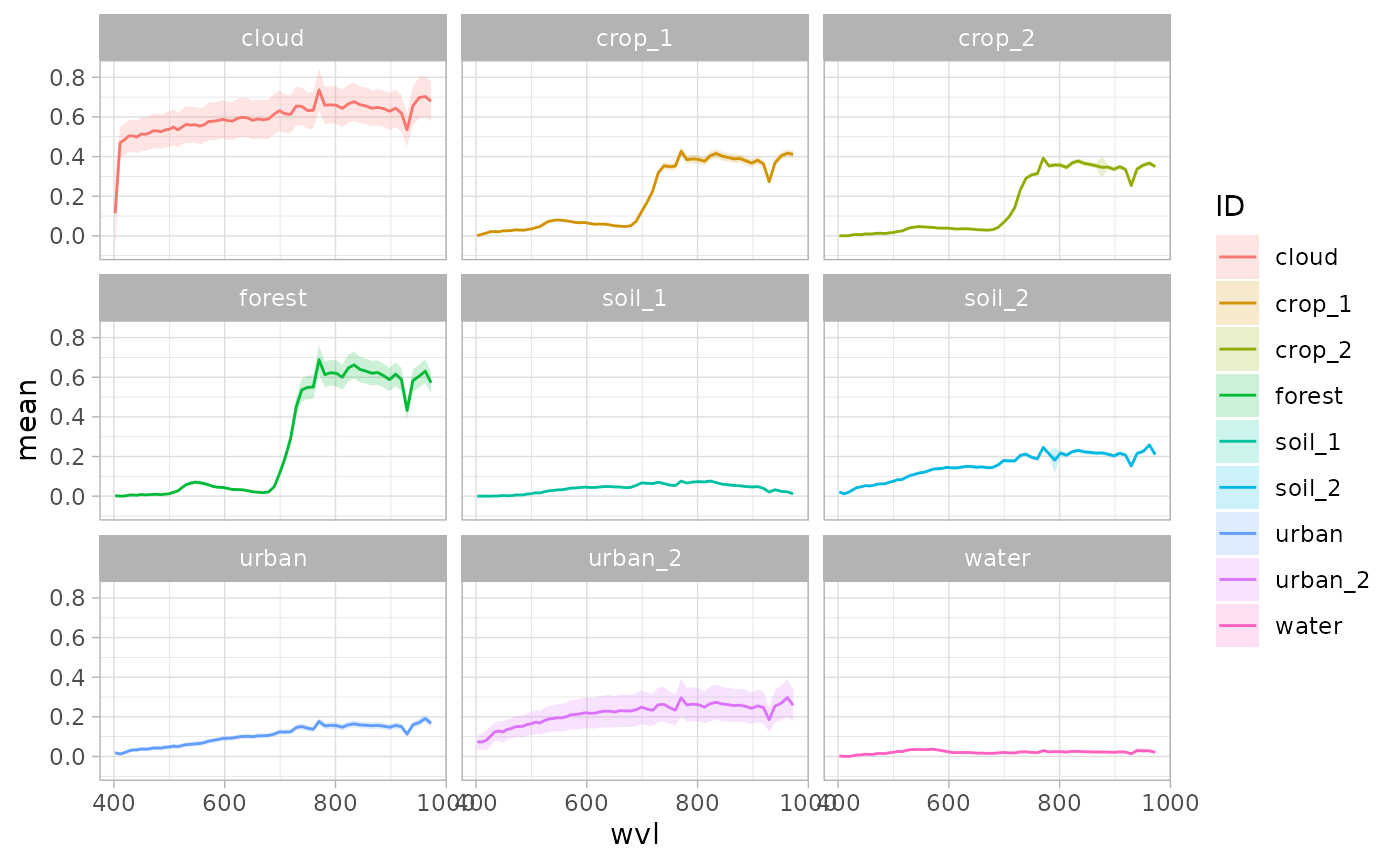 cloud crop_1 crop_2
0.8
0.6
0.4
0.2
0.0
forest soil_1 soil_2
0.8
0.6
0.4
0.2
0.0
urban urban_2 water
0.8
0.6
0.4
0.2
0.0
400 600 800 1000 400 600 800 1000 400 600 800 1000
wvl
mean
ID
cloud
crop_1
crop_2
forest
soil_1
soil_2
urban
urban_2
water